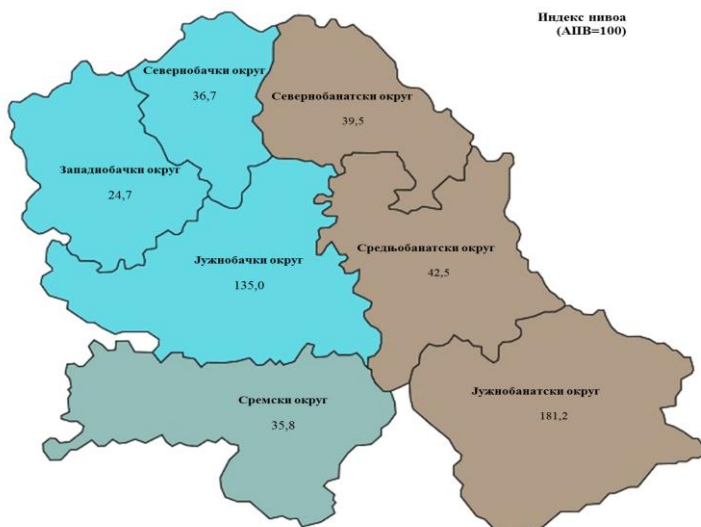 Индекс нивоа
(АПВ=100)
Севернобачки округ
36,7
Севернобанатски округ
39,5
Западнобачки округ
24,7
Јужнобачки округ
135,0
Средњобанатски округ
42,5
Сремски округ
35,8
Јужнобанатски округ
181,2